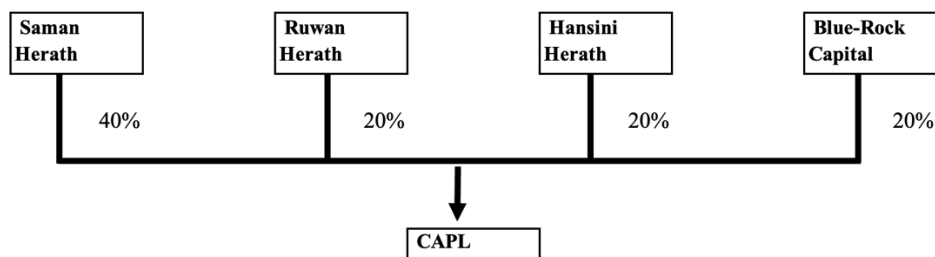 Saman
Herath
Ruwan
Herath
Hansini
Herath
Blue-Rock
Capital
40%
20%
20%
20%
CAPL